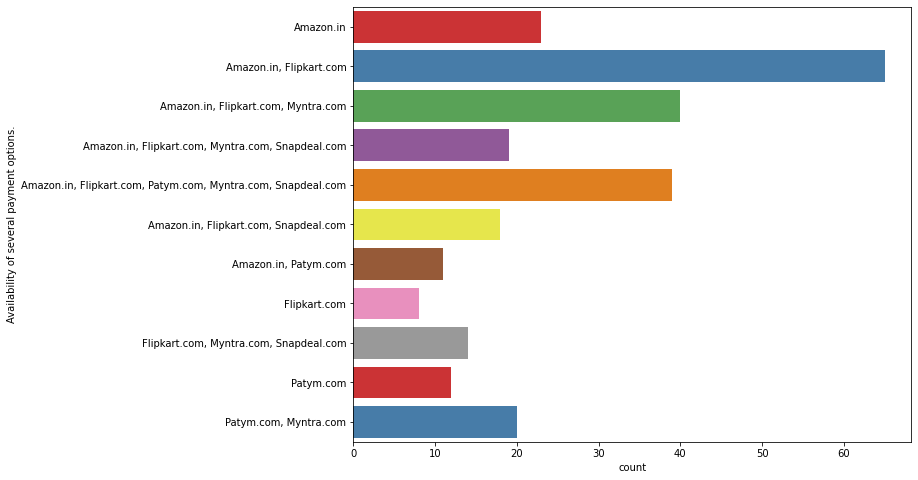 Availability of several payment options.
Amazon.in
Amazon.in, Flipkart.com
Amazon.in, Flipkart.com, Myntra.com
Amazon.in, Flipkart.com, Myntra.com, Snapdeal.com
Amazon.in, Flipkart.com, Patym.com, Myntra.com, Snapdeal.com
Amazon.in, Flipkart.com, Snapdeal.com
Amazon.in, Patym.com
Flipkart.com
Flipkart.com, Myntra.com, Snapdeal.com
Patym.com
Patym.com, Myntra.com
0 10 20 30 40 50 60
count